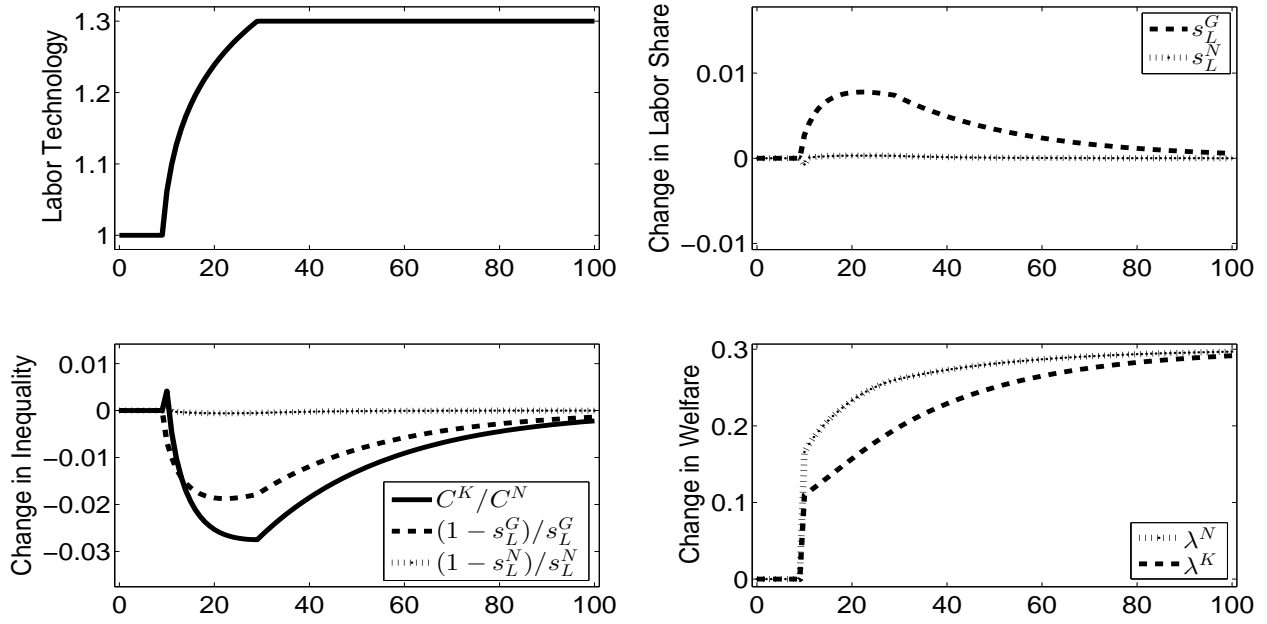 Labor Technology
1.3
1.2
1.1
1
0 20 40 60 80 100
Change in Labor Share
0.01
0
−0.01
0 20 40 60 80 100
s_L^G
s_L^N
Change in Inequality
0.01
0
−0.01
−0.02
−0.03
0 20 40 60 80 100
C^K/C^N
(1 − s_L^G)/s_L^G
(1 − s_L^N)/s_L^N
Change in Welfare
0.3
0.2
0.1
0
0 20 40 60 80 100
λ^N
λ^K